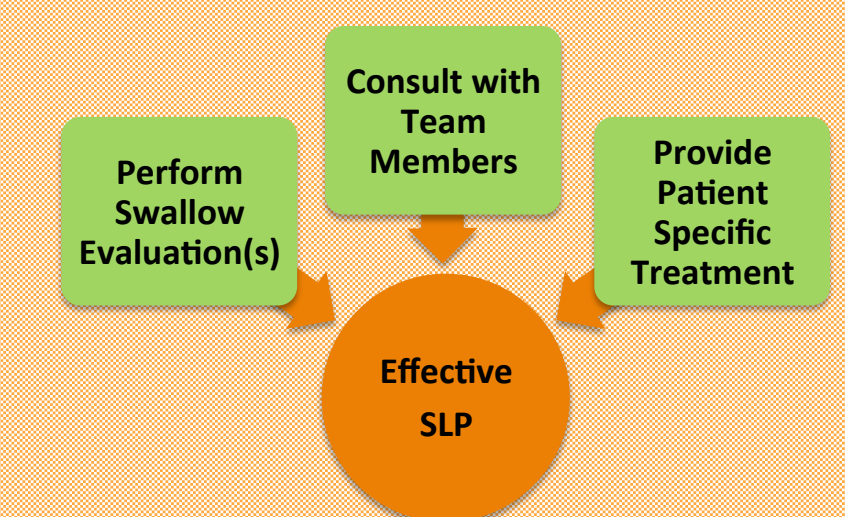 Perform
Swallow
Evaluation(s)
Consult with
Team
Members
Provide
Patient
Specific
Treatment
Effective
SLP